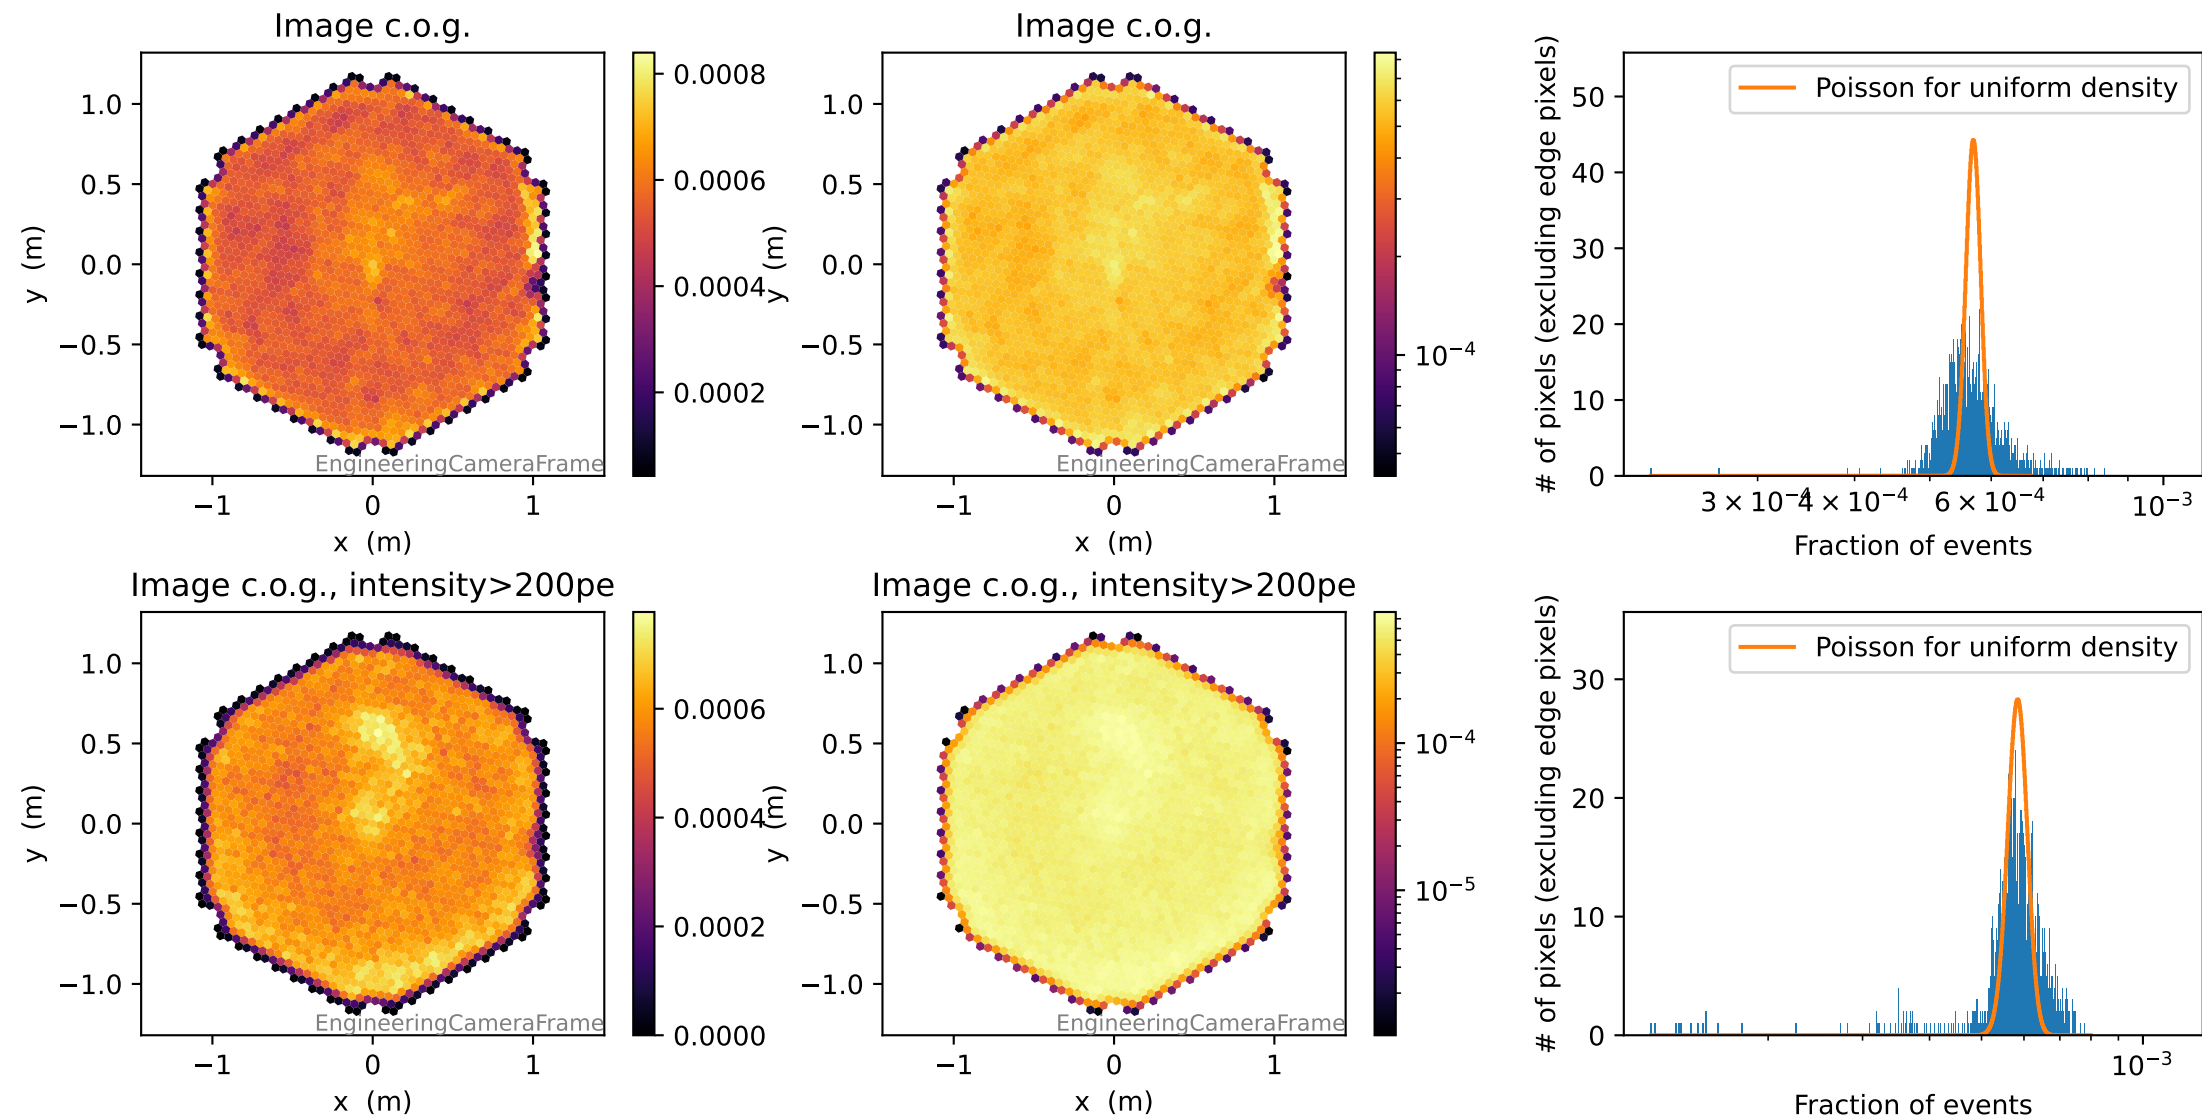 Image c.o.g.
1.0
0.5
0.0
−0.5
−1.0
y (m)
−1 0 1
x (m)
EngineeringCameraFrame
0.0008
0.0006
0.0004
0.0002
Image c.o.g.
1.0
0.5
0.0
−0.5
−1.0
y (m)
−1 0 1
x (m)
EngineeringCameraFrame
10⁻⁴
# of pixels (excluding edge pixels)
50
40
30
20
10
0
Poisson for uniform density
3 × 10⁻⁴ 4 × 10⁻⁴ 6 × 10⁻⁴ 10⁻³
Fraction of events
Image c.o.g., intensity>200pe
1.0
0.5
0.0
−0.5
−1.0
y (m)
−1 0 1
x (m)
EngineeringCameraFrame
0.0006
0.0004
0.0002
0.0000
Image c.o.g., intensity>200pe
1.0
0.5
0.0
−0.5
−1.0
y (m)
−1 0 1
x (m)
EngineeringCameraFrame
10⁻⁴
10⁻⁵
# of pixels (excluding edge pixels)
30
20
10
0
Poisson for uniform density
10⁻³
Fraction of events